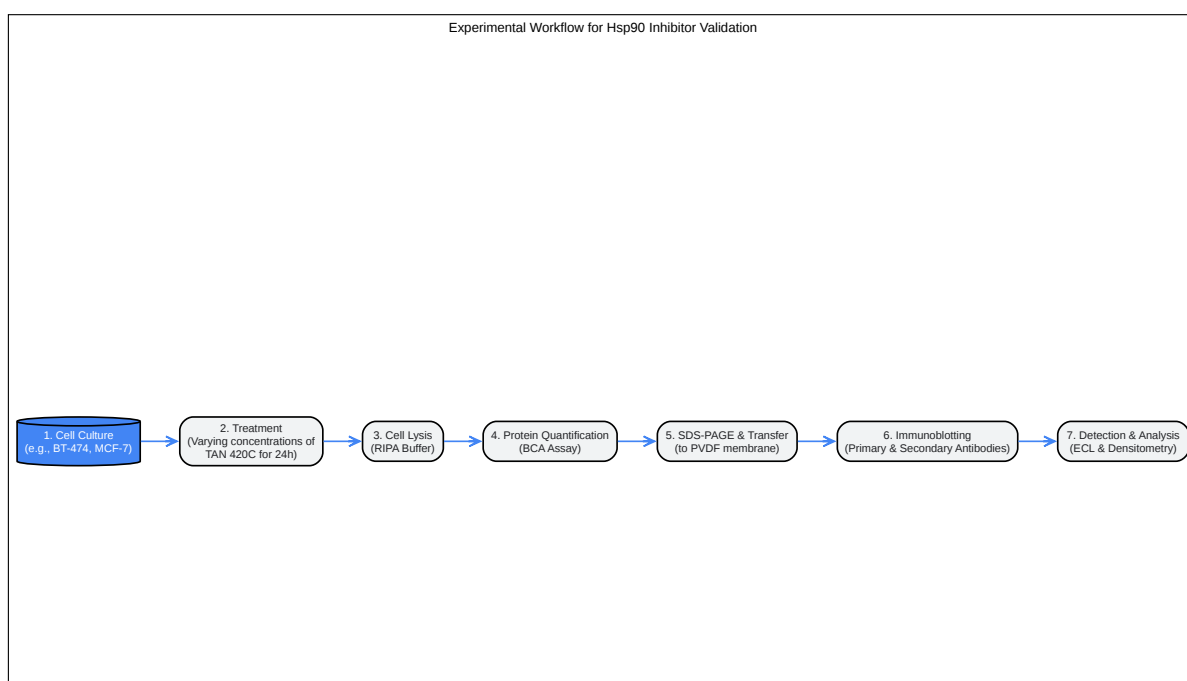 Experimental Workflow for Hsp90 Inhibitor Validation
1. Cell Culture
(e.g., BT-474, MCF-7)
2. Treatment
(Varying concentrations of
TAN 420C for 24h)
3. Cell Lysis
(RIPA Buffer)
4. Protein Quantification
(BCA Assay)
5. SDS-PAGE & Transfer
(to PVDF membrane)
6. Immunoblotting
(Primary & Secondary Antibodies)
7. Detection & Analysis
(ECL & Densitometry)